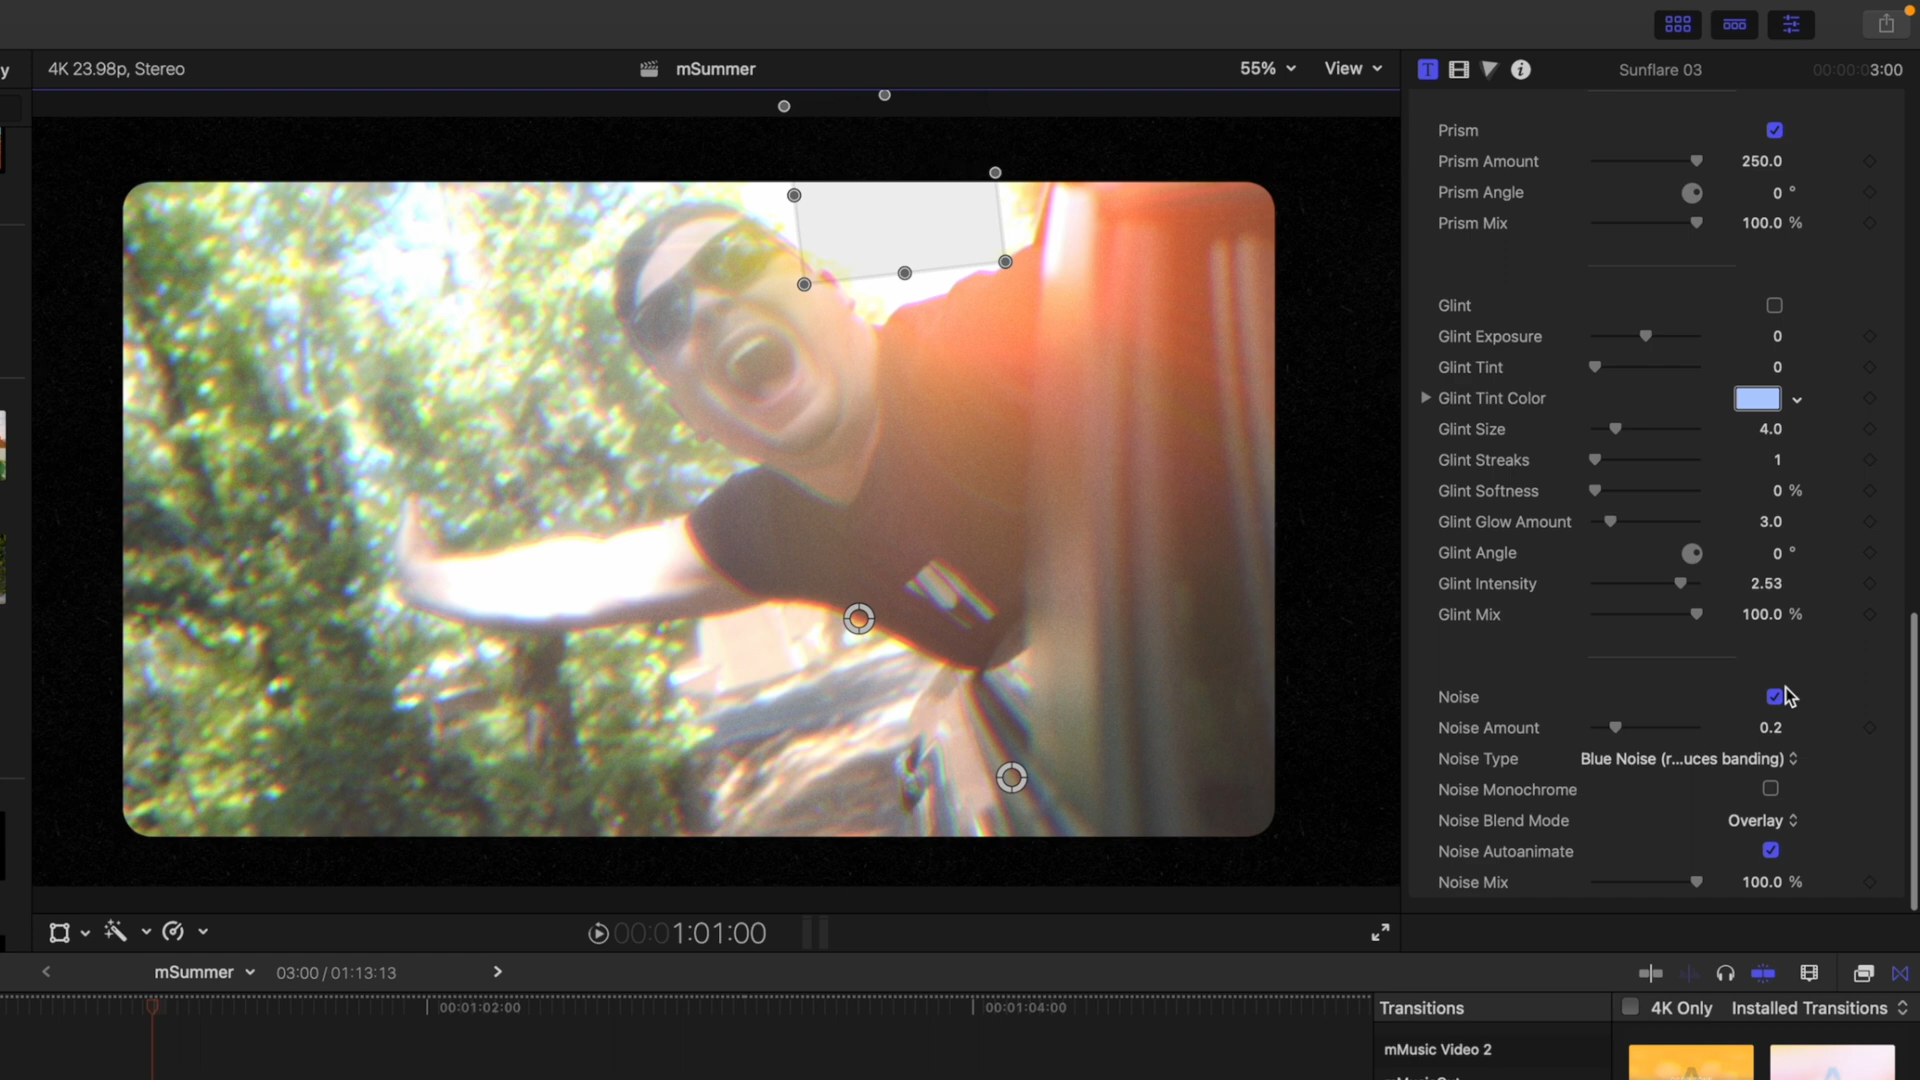 y
4K 23.98p, Stereo
mSummer
55%
View
T
Sunflare 03
00:00:03:00
Prism
Prism Amount
250.0
Prism Angle
0 °
Prism Mix
100.0 %
Glint
Glint Exposure
0
Glint Tint
0
Glint Tint Color
Glint Size
4.0
Glint Streaks
1
Glint Softness
0 %
Glint Glow Amount
3.0
Glint Angle
0 °
Glint Intensity
2.53
Glint Mix
100.0 %
Noise
Noise Amount
0.2
Noise Type
Blue Noise (r...uces banding)
Noise Monochrome
Noise Blend Mode
Overlay
Noise Autoanimate
Noise Mix
100.0 %
00:01:01:00
mSummer
03:00 / 01:13:13
00:01:02:00
00:01:04:00
Transitions
4K Only
Installed Transitions
mMusic Video 2